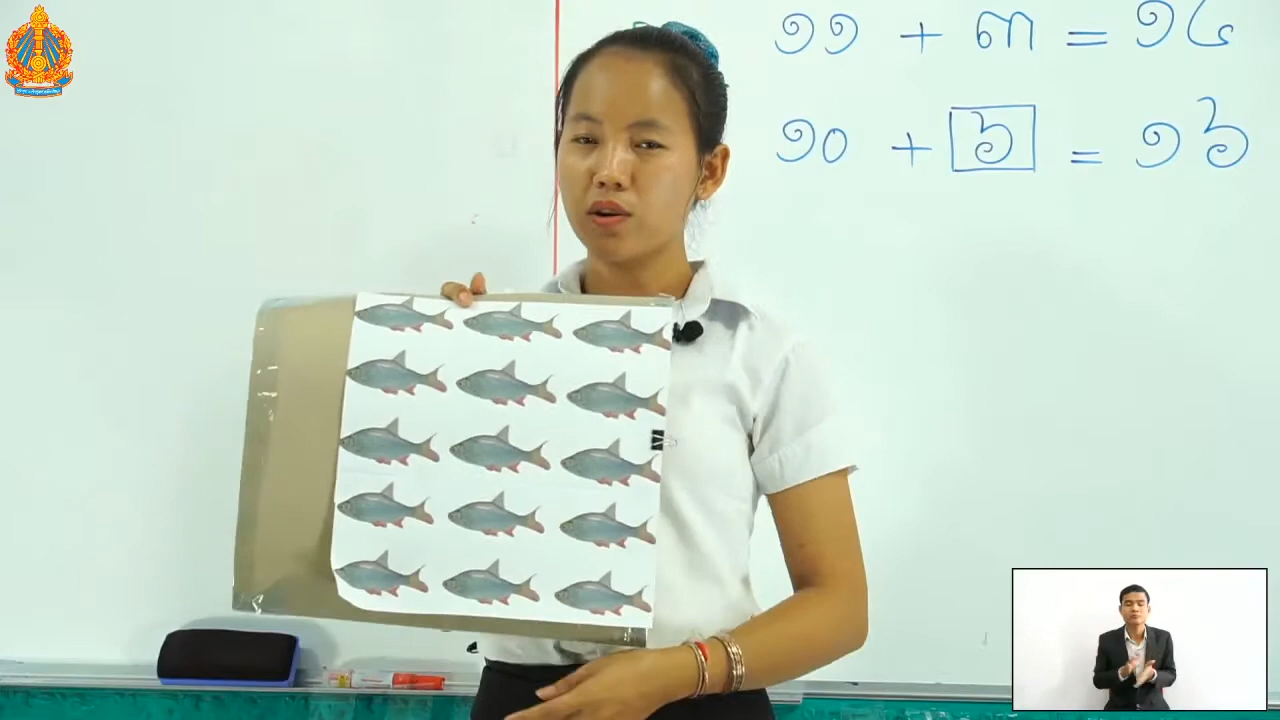 ១១ + ៣ = ១៤
១០ + ៦ = ១៦